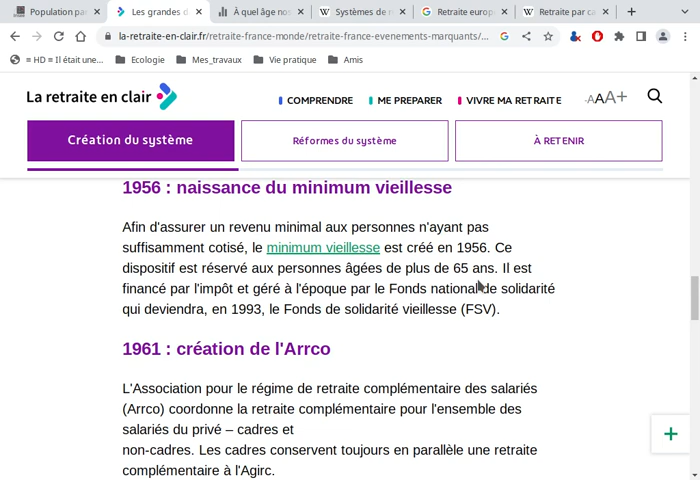 Population pa
Les grandes d
À quel âge nos
Systèmes de r
Retraite europ
Retraite par ca
la-retraite-en-clair.fr/retraite-france-monde/retraite-france-evenements-marquants/...
= HD = Il était une...
Ecologie
Mes_travaux
Vie pratique
Amis
La retraite en clair
COMPRENDRE
ME PREPARER
VIVRE MA RETRAITE
-AAA+
Création du système
Réformes du système
À RETENIR
1956 : naissance du minimum vieillesse
Afin d'assurer un revenu minimal aux personnes n'ayant pas
suffisamment cotisé, le minimum vieillesse est créé en 1956. Ce
dispositif est réservé aux personnes âgées de plus de 65 ans. Il est
financé par l'impôt et géré à l'époque par le Fonds national de solidarité
qui deviendra, en 1993, le Fonds de solidarité vieillesse (FSV).
1961 : création de l'Arrco
L'Association pour le régime de retraite complémentaire des salariés
(Arrco) coordonne la retraite complémentaire pour l'ensemble des
salariés du privé – cadres et
non-cadres. Les cadres conservent toujours en parallèle une retraite
complémentaire à l'Agirc.